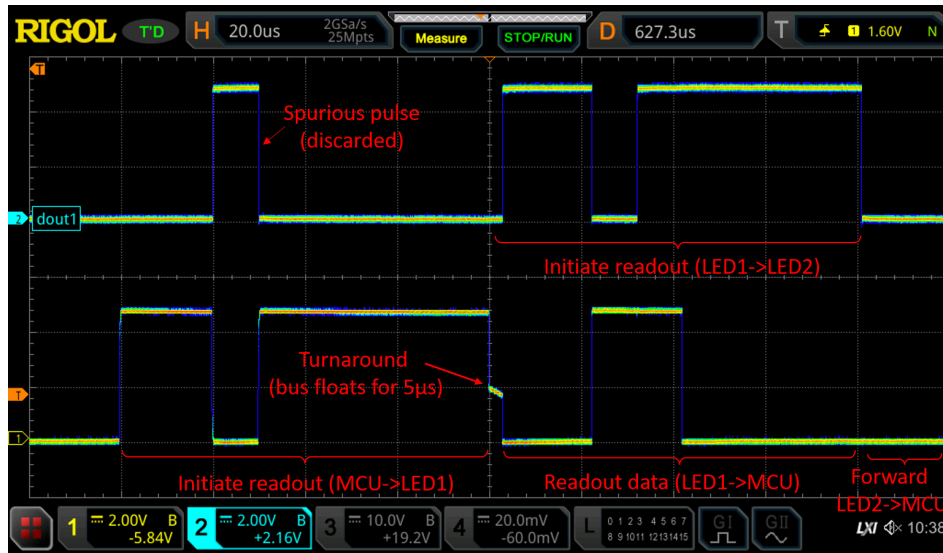 RIGOL T'D H 20.0us 2GSa/s 25Mpts Measure STOP/RUN D 627.3us T 1 1.60V N
T
Spurious pulse
(discarded)
2 dout1
Initiate readout (LED1->LED2)
Turnaround
(bus floats for 5µs)
T
1
Initiate readout (MCU->LED1) Readout data (LED1->MCU) Forward
LED2->MCU
1 2.00V B -5.84V 2 2.00V B +2.16V 3 10.0V B +19.2V 4 20.0mV -60.0mV L 0 1 2 3 4 5 6 7 8 9 10 11 12 13 14 15 GI GII LXI 10:38